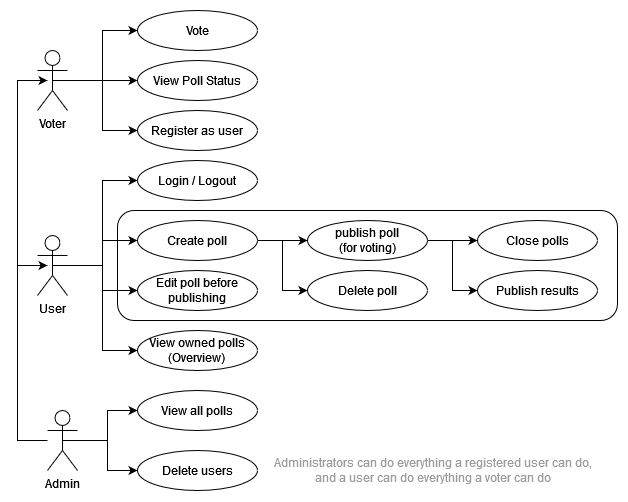 Vote
View Poll Status
Voter
Register as user
Login / Logout
Create poll
publish poll
(for voting)
Close polls
User
Edit poll before
publishing
Delete poll
Publish results
View owned polls
(Overview)
View all polls
Admin
Delete users
Administrators can do everything a registered user can do,
and a user can do everything a voter can do